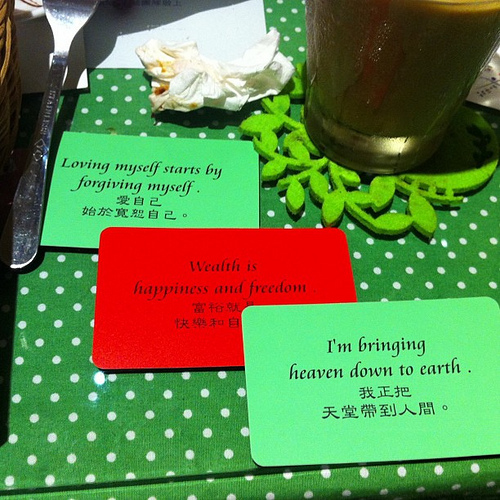 Loving myself starts by
forgiving myself .
愛自己
始於寬恕自己。
Wealth is
happiness and freedom .
富裕就是
快樂和自
I'm bringing
heaven down to earth .
我正把
天堂帶到人間。